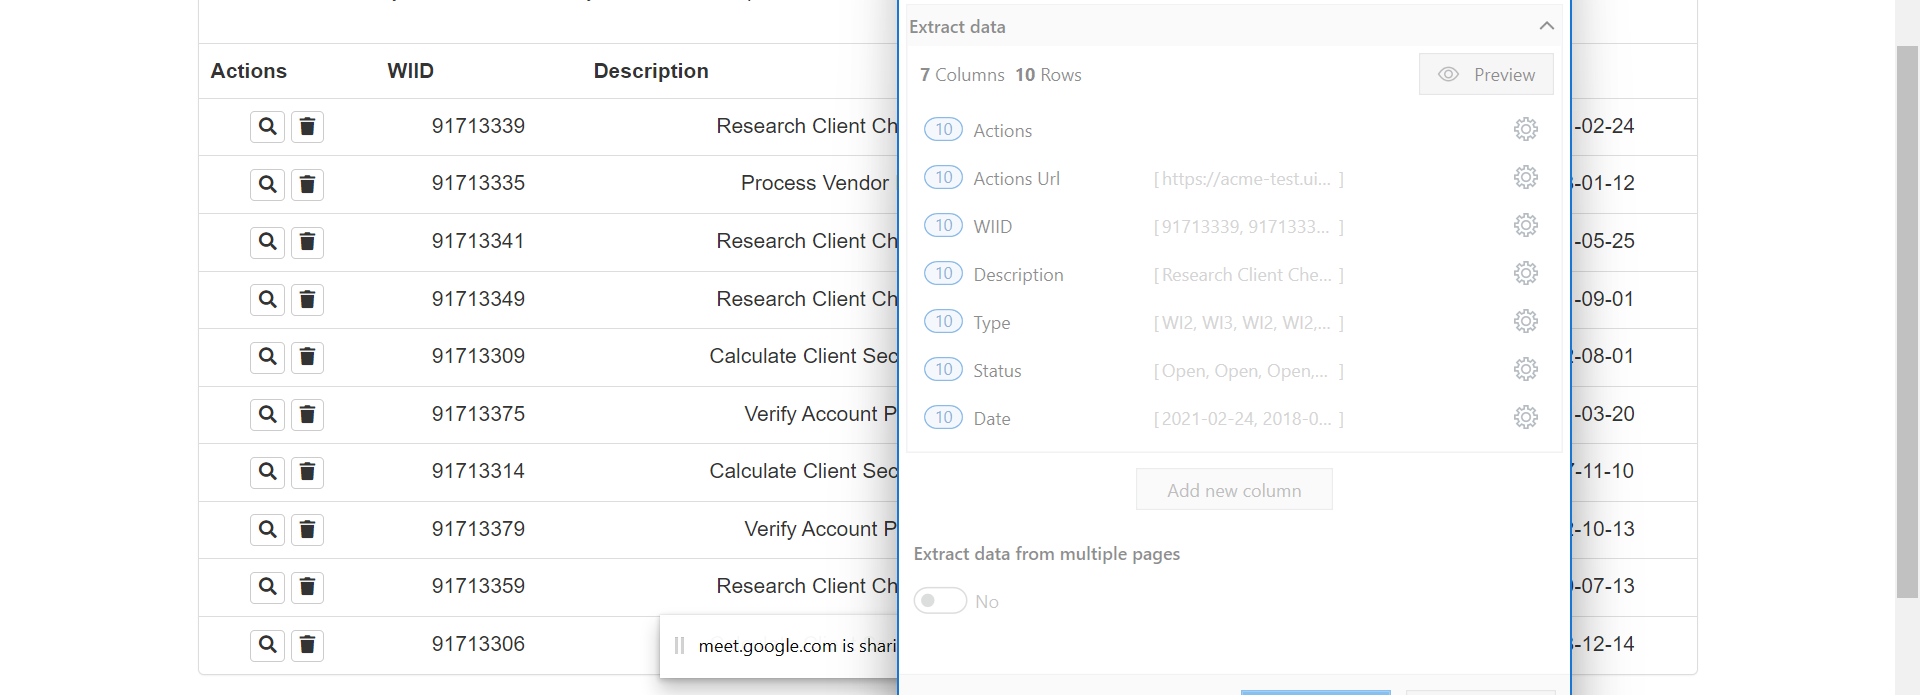 Actions WIID Description
91713339 Research Client Ch -02-24
91713335 Process Vendor -01-12
91713341 Research Client Ch -05-25
91713349 Research Client Ch -09-01
91713309 Calculate Client Sec -08-01
91713375 Verify Account P -03-20
91713314 Calculate Client Sec -11-10
91713379 Verify Account P -10-13
91713359 Research Client Ch -07-13
91713306 -12-14
meet.google.com is shari
Extract data
7 Columns 10 Rows Preview
10 Actions
10 Actions Url [https://acme-test.ui... ]
10 WIID [91713339, 9171333... ]
10 Description [Research Client Che... ]
10 Type [WI2, WI3, WI2, WI2,... ]
10 Status [Open, Open, Open,... ]
10 Date [2021-02-24, 2018-0... ]
Add new column
Extract data from multiple pages
No